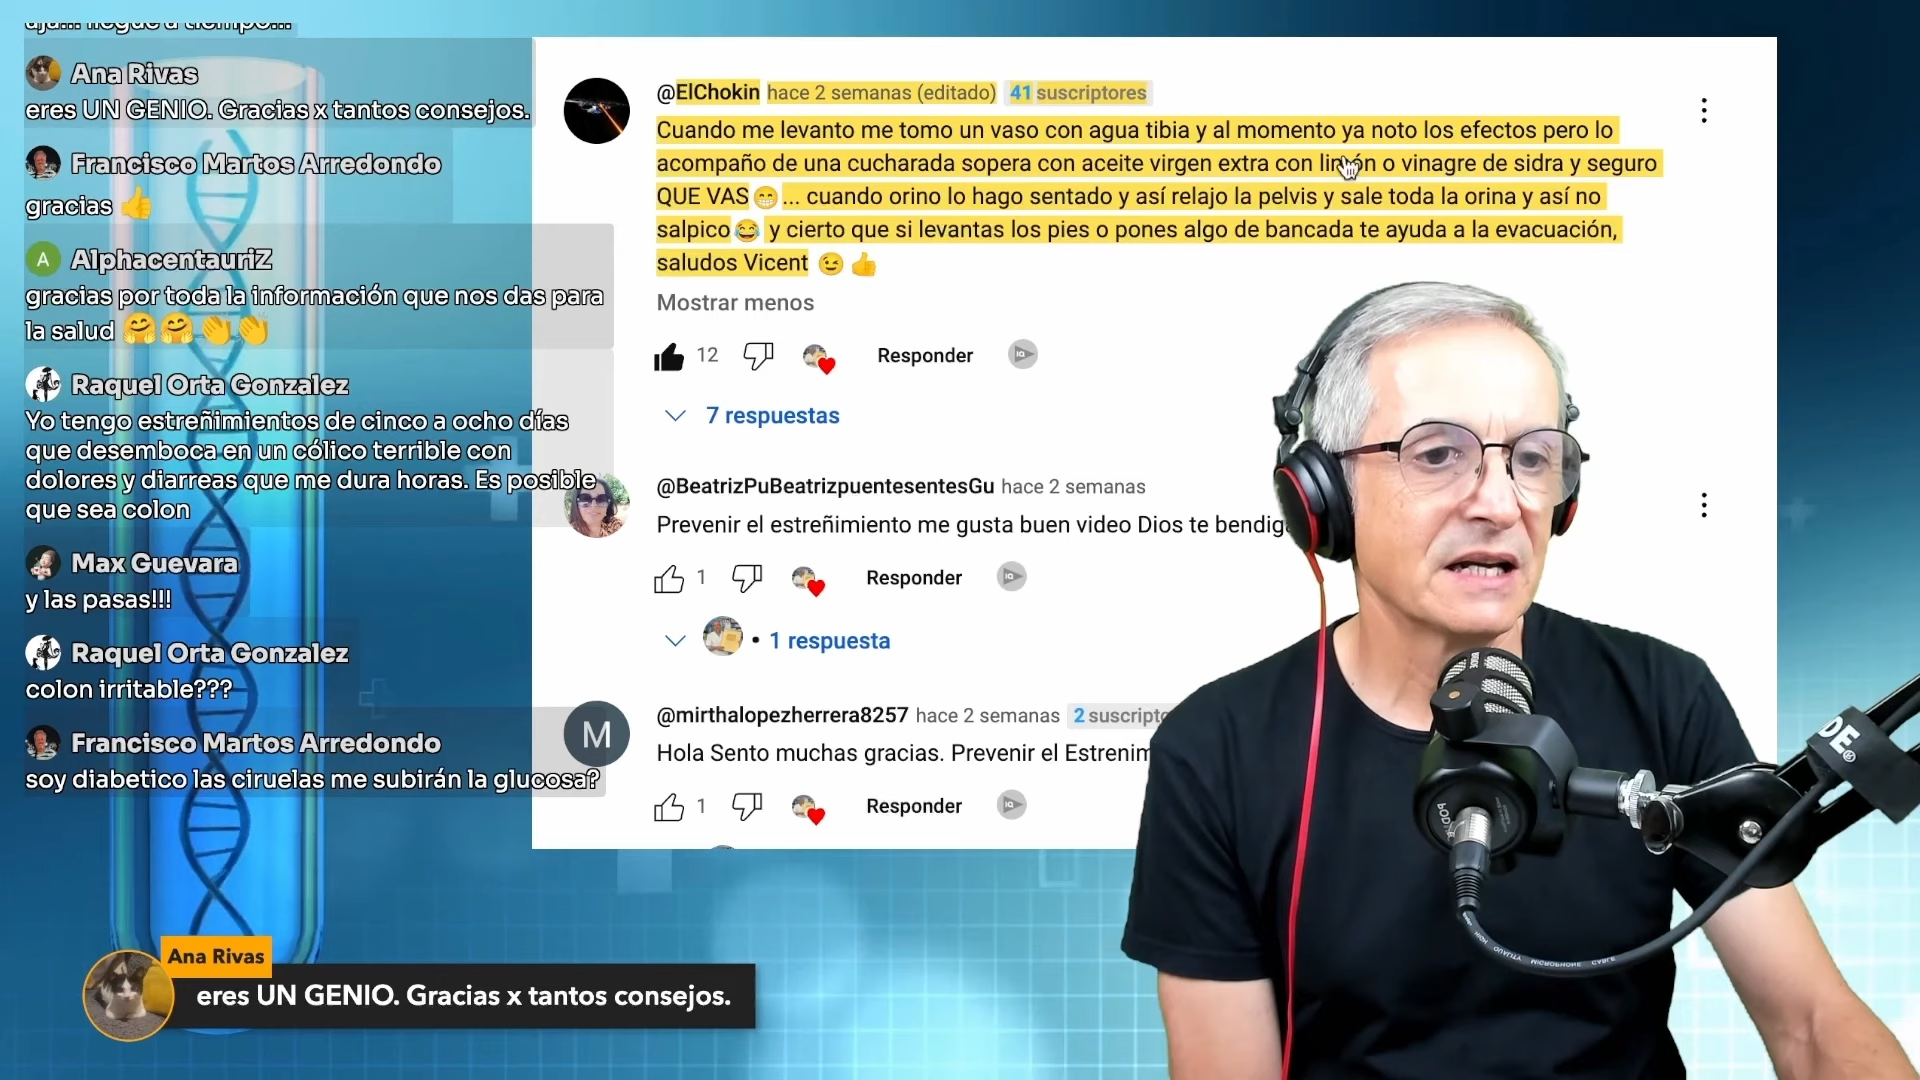 ajá... llegué a tiempo...
Ana Rivas
eres UN GENIO. Gracias x tantos consejos.
Francisco Martos Arredondo
gracias 👍
A
AlphacentauriZ
gracias por toda la información que nos das para
la salud 🤗🤗👏👏
Raquel Orta Gonzalez
Yo tengo estreñimientos de cinco a ocho días
que desemboca en un cólico terrible con
dolores y diarreas que me dura horas. Es posible
que sea colon
Max Guevara
y las pasas!!!
Raquel Orta Gonzalez
colon irritable???
Francisco Martos Arredondo
soy diabetico las ciruelas me subirán la glucosa?
@ElChokin hace 2 semanas (editado) 41 suscriptores
Cuando me levanto me tomo un vaso con agua tibia y al momento ya noto los efectos pero lo
acompaño de una cucharada sopera con aceite virgen extra con limón o vinagre de sidra y seguro
QUE VAS 😁... cuando orino lo hago sentado y así relajo la pelvis y sale toda la orina y así no
salpico 😂 y cierto que si levantas los pies o pones algo de bancada te ayuda a la evacuación,
saludos Vicent 😉 👍
Mostrar menos
12 Responder
7 respuestas
@BeatrizPuBeatrizpuentesentesGu hace 2 semanas
Prevenir el estreñimiento me gusta buen video Dios te bendiga
1 Responder
• 1 respuesta
M
@mirthalopezherrera8257 hace 2 semanas 2 suscripto
Hola Sento muchas gracias. Prevenir el Estrenim
1 Responder
Ana Rivas
eres UN GENIO. Gracias x tantos consejos.